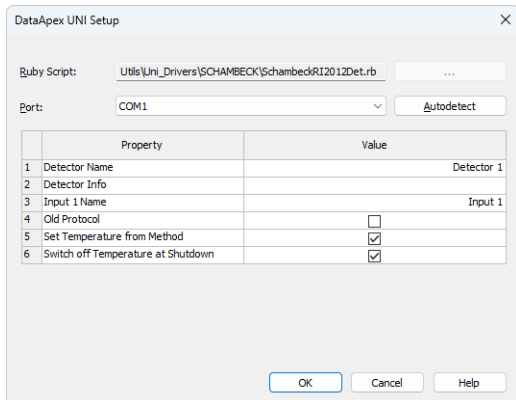 DataApex UNI Setup
Ruby Script: Utils\Uni_Drivers\SCHAMBECK\SchambeckRI2012Det.rb ...
Port: COM1 Autodetect
Property Value
1 Detector Name Detector 1
2 Detector Info
3 Input 1 Name Input 1
4 Old Protocol
5 Set Temperature from Method
6 Switch off Temperature at Shutdown
OK Cancel Help